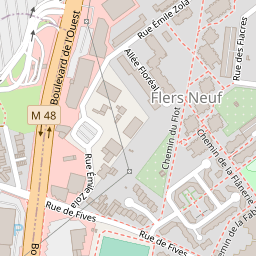 Boulevard de l'Ouest
Rue Émile Zola
Allée Floréal
Rue des Fiacres
Flers Neuf
M 48
Chemin du Flot
Chemin de la Flânerie
Rue Émile Zola
Rue de Fives
Rue de Fives
Chemin de la
Bo